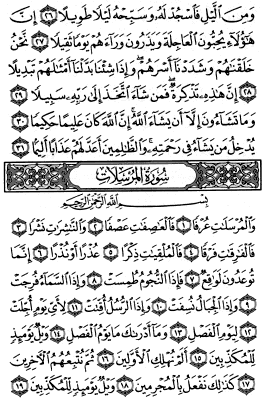 وَمِنَ ٱلَّيْلِ فَٱسْجُدْ لَهُۥ وَسَبِّحْهُ لَيْلًا طَوِيلًا ٢٦ إِنَّ
هَٰٓؤُلَآءِ يُحِبُّونَ ٱلْعَاجِلَةَ وَيَذَرُونَ وَرَآءَهُمْ يَوْمًا ثَقِيلًا ٢٧ نَّحْنُ
خَلَقْنَٰهُمْ وَشَدَدْنَآ أَسْرَهُمْ وَإِذَا شِئْنَا بَدَّلْنَآ أَمْثَٰلَهُمْ تَبْدِيلًا
٢٨ إِنَّ هَٰذِهِۦ تَذْكِرَةٌ فَمَن شَآءَ ٱتَّخَذَ إِلَىٰ رَبِّهِۦ سَبِيلًا ٢٩
وَمَا تَشَآءُونَ إِلَّآ أَن يَشَآءَ ٱللَّهُ إِنَّ ٱللَّهَ كَانَ عَلِيمًا حَكِيمًا ٣٠
يُدْخِلُ مَن يَشَآءُ فِى رَحْمَتِهِۦ وَٱلظَّٰلِمِينَ أَعَدَّ لَهُمْ عَذَابًا أَلِيمًۢا ٣١
سُورَةُ الْمُرْسَلَاتِ
بِسْمِ ٱللَّهِ ٱلرَّحْمَٰنِ ٱلرَّحِيمِ
وَٱلْمُرْسَلَٰتِ عُرْفًا ١ فَٱلْعَٰصِفَٰتِ عَصْفًا ٢ وَٱلنَّٰشِرَٰتِ نَشْرًا ٣
فَٱلْفَٰرِقَٰتِ فَرْقًا ٤ فَٱلْمُلْقِيَٰتِ ذِكْرًا ٥ عُذْرًا أَوْ نُذْرًا ٦ إِنَّمَا
تُوعَدُونَ لَوَٰقِعٌ ٧ فَإِذَا ٱلنُّجُومُ طُمِسَتْ ٨ وَإِذَا ٱلسَّمَآءُ فُرِجَتْ
٩ وَإِذَا ٱلْجِبَالُ نُسِفَتْ ١٠ وَإِذَا ٱلرُّسُلُ أُقِّتَتْ ١١ لِأَىِّ يَوْمٍ أُجِّلَتْ
١٢ لِيَوْمِ ٱلْفَصْلِ ١٣ وَمَآ أَدْرَىٰكَ مَا يَوْمُ ٱلْفَصْلِ ١٤ وَيْلٌ يَوْمَئِذٍ
لِّلْمُكَذِّبِينَ ١٥ أَلَمْ نُهْلِكِ ٱلْأَوَّلِينَ ١٦ ثُمَّ نُتْبِعُهُمُ ٱلْءَاخِرِينَ
١٧ كَذَٰلِكَ نَفْعَلُ بِٱلْمُجْرِمِينَ ١٨ وَيْلٌ يَوْمَئِذٍ لِّلْمُكَذِّبِينَ ١٩